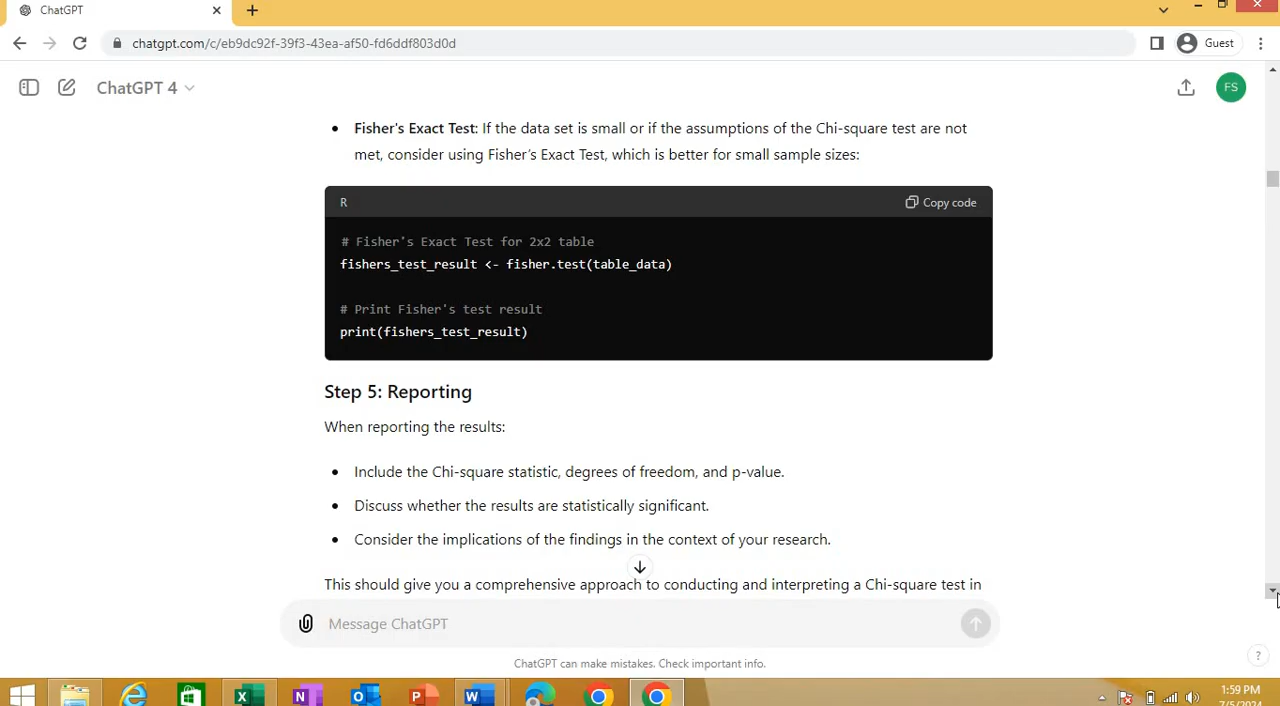 ChatGPT
chatgpt.com/c/eb9dc92f-39f3-43ea-af50-fd6ddf803d0d
Guest
ChatGPT 4
FS
• Fisher's Exact Test: If the data set is small or if the assumptions of the Chi-square test are not
met, consider using Fisher's Exact Test, which is better for small sample sizes:
R
Copy code
# Fisher's Exact Test for 2x2 table
fishers_test_result <- fisher.test(table_data)
# Print Fisher's test result
print(fishers_test_result)
Step 5: Reporting
When reporting the results:
• Include the Chi-square statistic, degrees of freedom, and p-value.
• Discuss whether the results are statistically significant.
• Consider the implications of the findings in the context of your research.
This should give you a comprehensive approach to conducting and interpreting a Chi-square test in
Message ChatGPT
ChatGPT can make mistakes. Check important info.
?
1:59 PM
7/5/2024